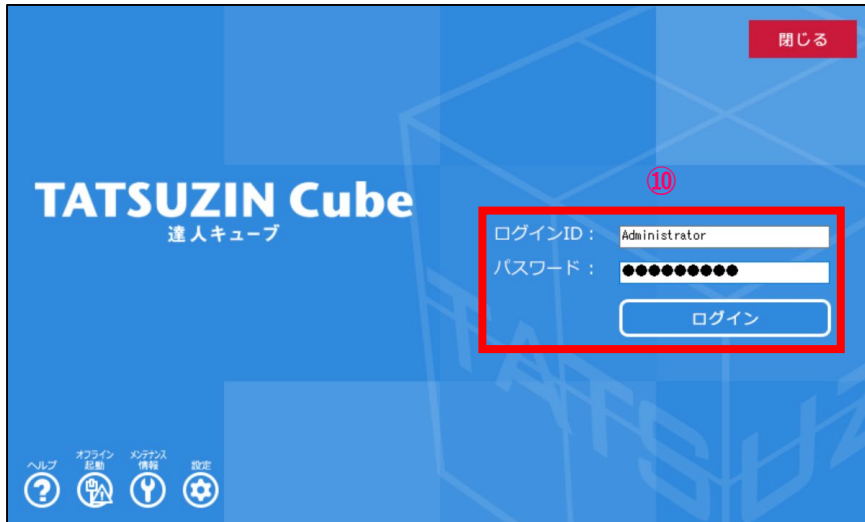 閉じる
⑩
TATSUZIN Cube
達人キューブ
ログインID：
Administrator
パスワード：
●●●●●●●●●
ログイン
ヘルプ
オフライン
起動
メンテナンス
情報
設定
TATSUZ